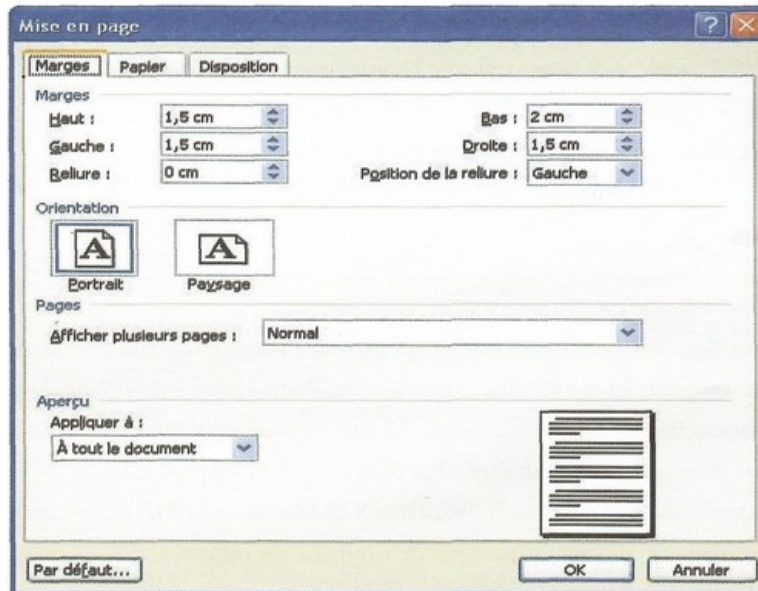 Mise en page
Marges Papier Disposition
Marges
Haut : 1,5 cm Bas : 2 cm
Gauche : 1,5 cm Droite : 1,5 cm
Reliure : 0 cm Position de la reliure : Gauche
Orientation
A A
Portrait Paysage
Pages
Afficher plusieurs pages : Normal
Aperçu
Appliquer à :
À tout le document
Par défaut... OK Annuler